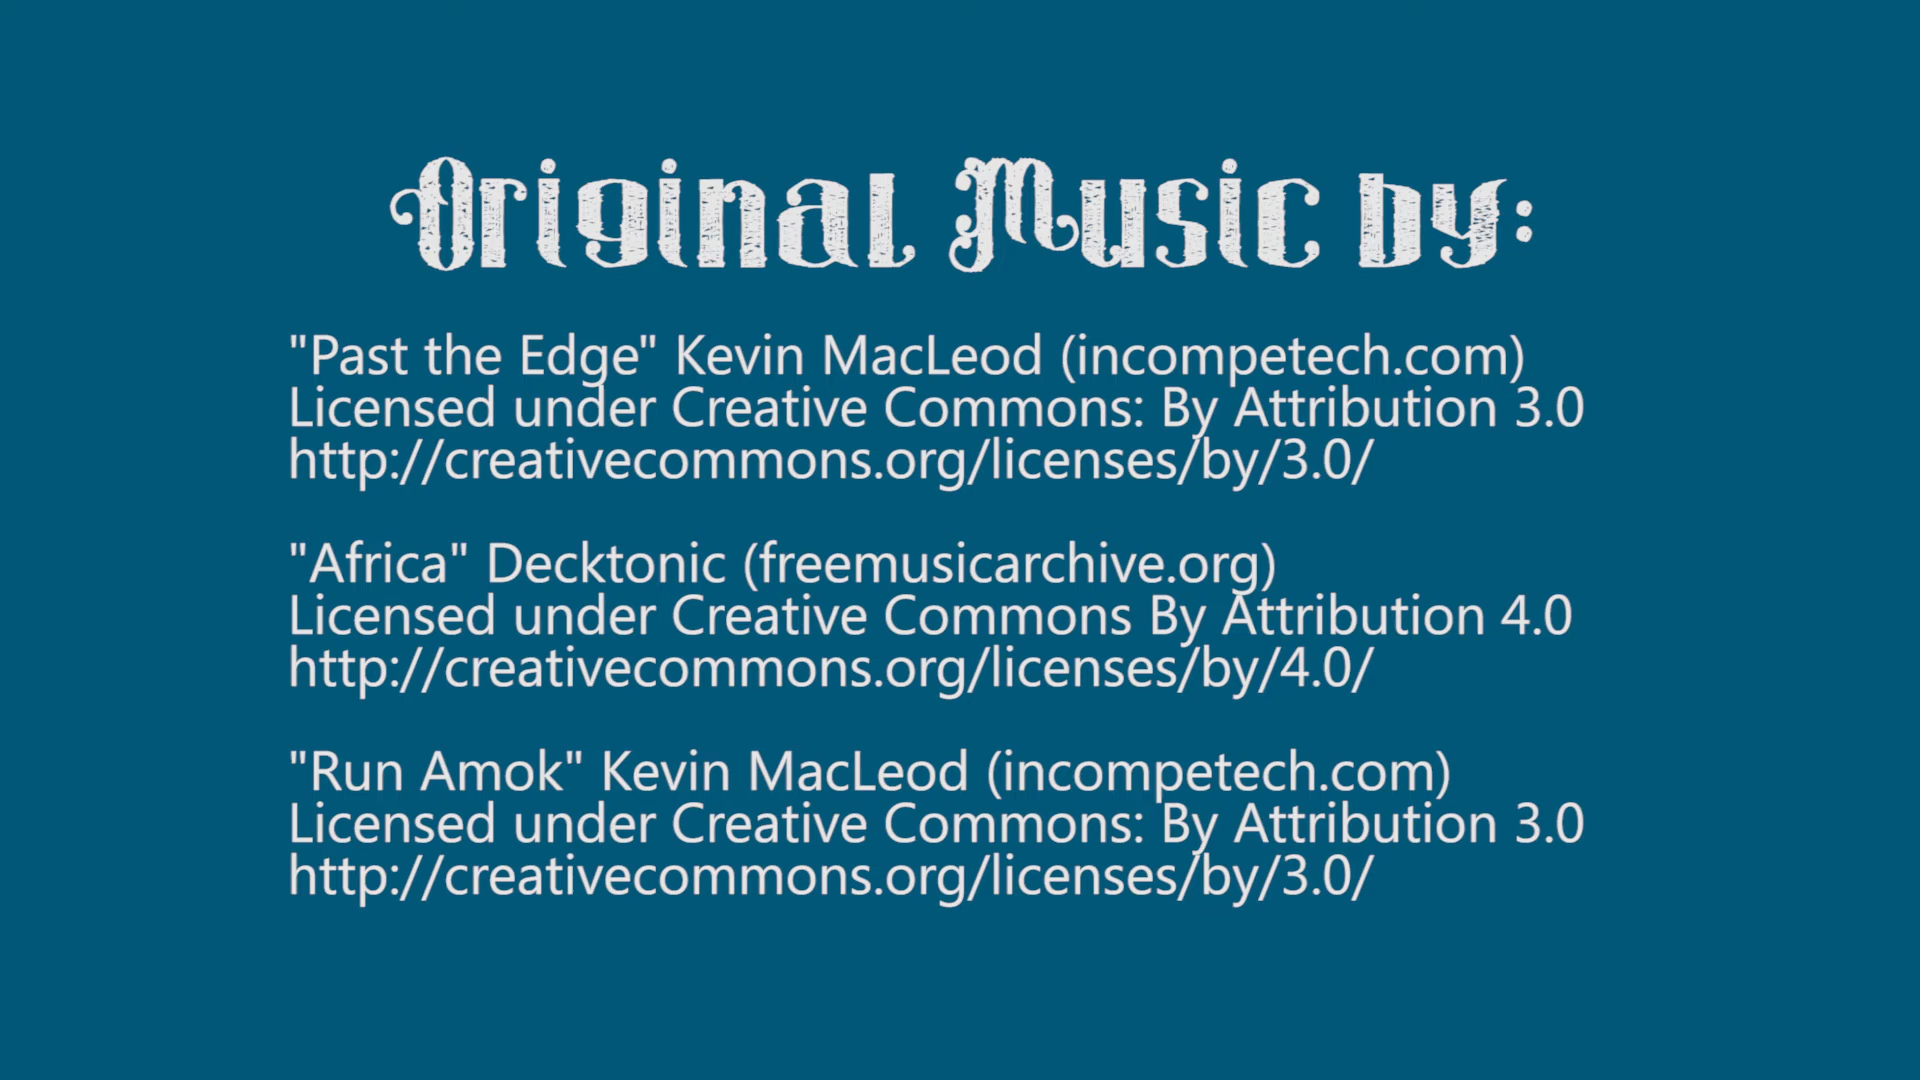 Original Music by:
"Past the Edge" Kevin MacLeod (incompetech.com)
Licensed under Creative Commons: By Attribution 3.0
http://creativecommons.org/licenses/by/3.0/
"Africa" Decktonic (freemusicarchive.org)
Licensed under Creative Commons By Attribution 4.0
http://creativecommons.org/licenses/by/4.0/
"Run Amok" Kevin MacLeod (incompetech.com)
Licensed under Creative Commons: By Attribution 3.0
http://creativecommons.org/licenses/by/3.0/